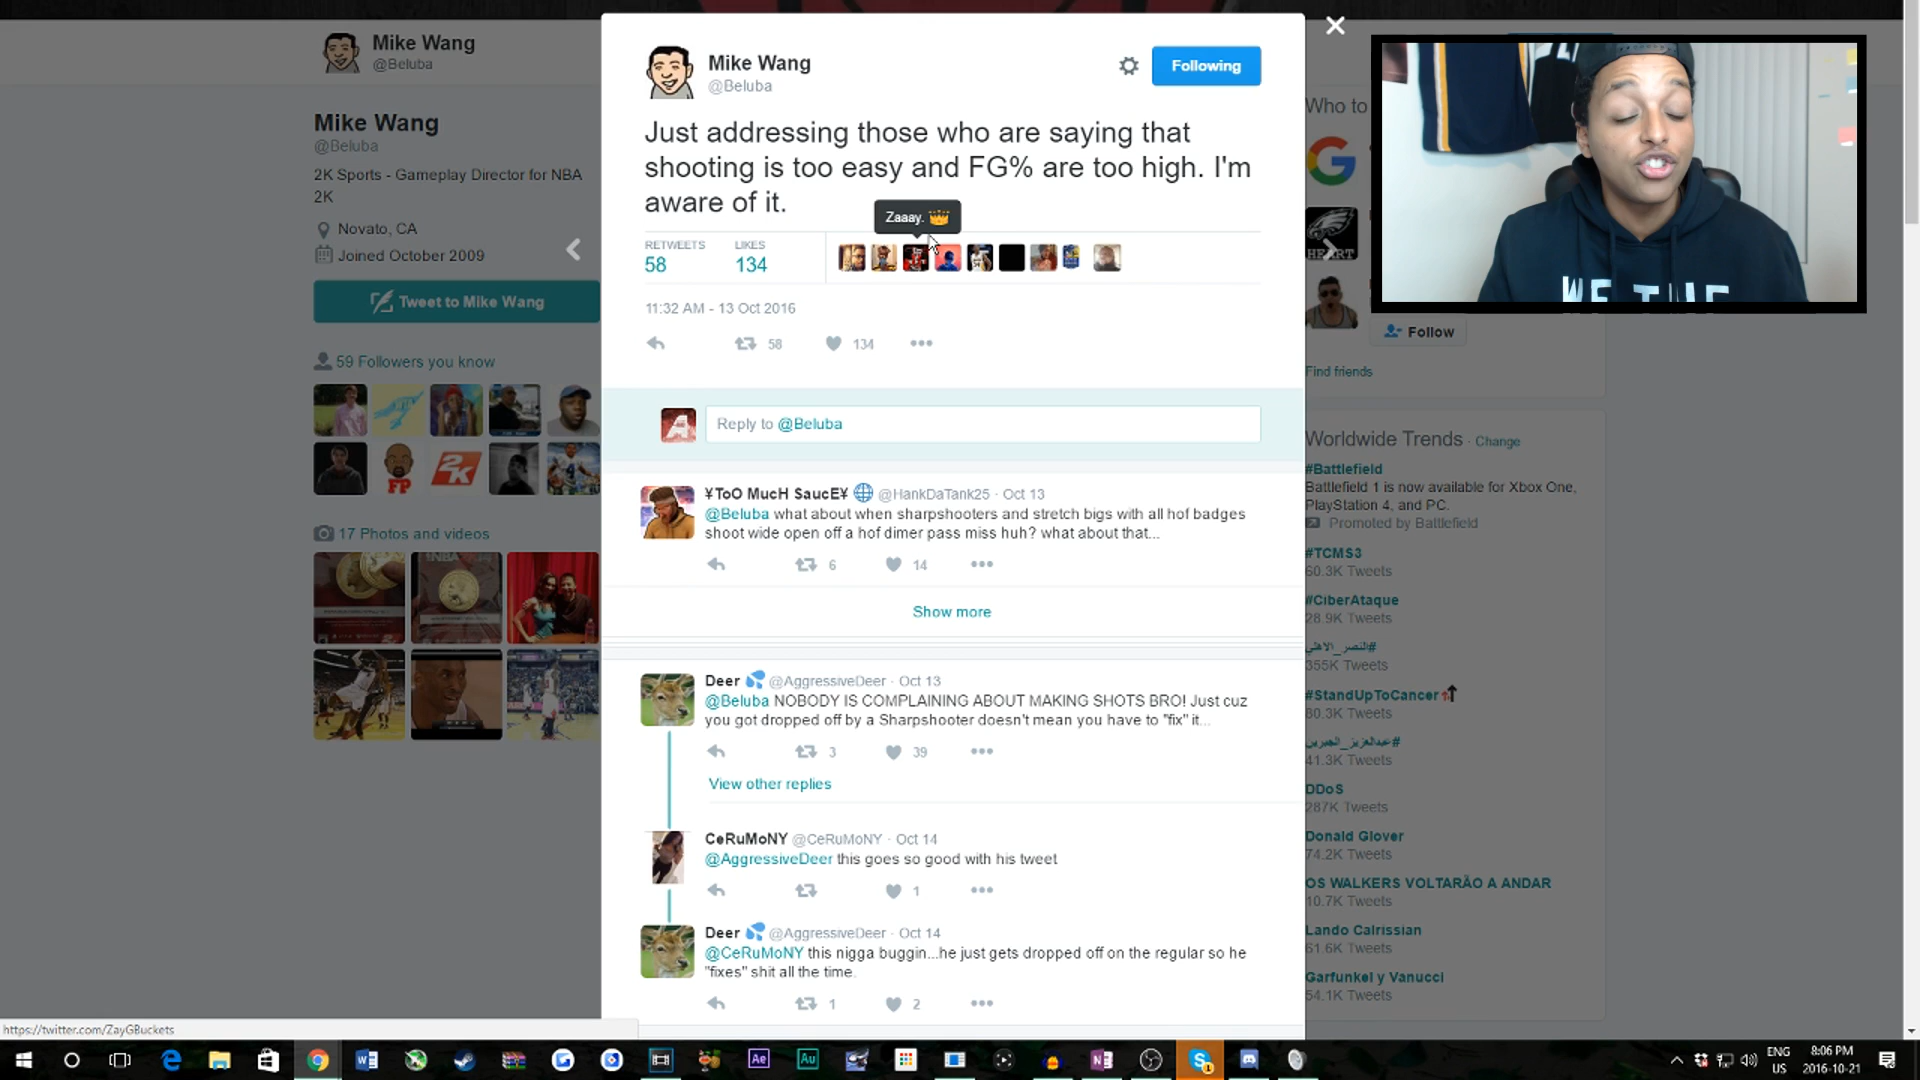 Mike Wang
@Beluba
Mike Wang
@Beluba
2K Sports - Gameplay Director for NBA
2K
Novato, CA
Joined October 2009
Tweet to Mike Wang
59 Followers you know
FP
2K
17 Photos and videos
Mike Wang
@Beluba
Following
Just addressing those who are saying that
shooting is too easy and FG% are too high. I'm
aware of it.
Zaaay.
RETWEETS
58
LIKES
134
11:32 AM - 13 Oct 2016
58
134
Reply to @Beluba
¥ToO MucH SaucE¥ @HankDaTank25 · Oct 13
@Beluba what about when sharpshooters and stretch bigs with all hof badges
shoot wide open off a hof dimer pass miss huh? what about that...
6
14
Show more
Deer @AggressiveDeer · Oct 13
@Beluba NOBODY IS COMPLAINING ABOUT MAKING SHOTS BRO! Just cuz
you got dropped off by a Sharpshooter doesn't mean you have to "fix" it...
3
39
View other replies
CeRuMoNY @CeRuMoNY · Oct 14
@AggressiveDeer this goes so good with his tweet
1
Deer @AggressiveDeer · Oct 14
@CeRuMoNY this nigga buggin...he just gets dropped off on the regular so he
"fixes" shit all the time.
1
2
Who to
HEART
WE THE
Follow
Find friends
Worldwide Trends · Change
#Battlefield
Battlefield 1 is now available for Xbox One,
PlayStation 4, and PC.
Promoted by Battlefield
#TCMS3
60.3K Tweets
#CiberAtaque
28.9K Tweets
#النصر_الاهلي
355K Tweets
#StandUpToCancer
80.3K Tweets
#عبدالعزيز_الجبرين
41.3K Tweets
DDoS
287K Tweets
Donald Glover
74.2K Tweets
OS WALKERS VOLTARÃO A ANDAR
10.7K Tweets
Lando Calrissian
61.6K Tweets
Garfunkel y Vanucci
54.1K Tweets
https://twitter.com/ZayGBuckets
Ae
Au
ENG
US
8:06 PM
2016-10-21